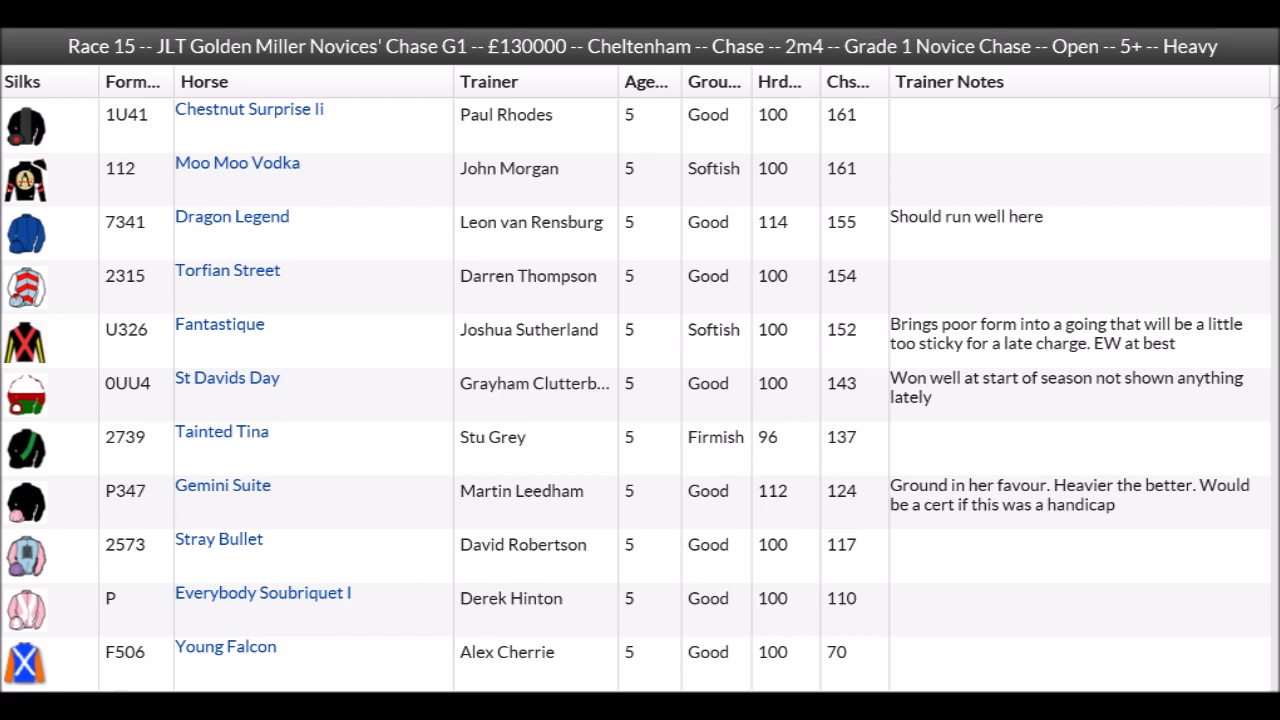 Race 15 -- JLT Golden Miller Novices' Chase G1 -- £130000 -- Cheltenham -- Chase -- 2m4 -- Grade 1 Novice Chase -- Open -- 5+ -- Heavy
Silks Form... Horse Trainer Age... Grou... Hrd... Chs... Trainer Notes
1U41 Chestnut Surprise Ii Paul Rhodes 5 Good 100 161
A
112 Moo Moo Vodka John Morgan 5 Softish 100 161
7341 Dragon Legend Leon van Rensburg 5 Good 114 155 Should run well here
2315 Torfian Street Darren Thompson 5 Good 100 154
U326 Fantastique Joshua Sutherland 5 Softish 100 152 Brings poor form into a going that will be a little
too sticky for a late charge. EW at best
0UU4 St Davids Day Grayham Clutterb... 5 Good 100 143 Won well at start of season not shown anything
lately
2739 Tainted Tina Stu Grey 5 Firmish 96 137
P347 Gemini Suite Martin Leedham 5 Good 112 124 Ground in her favour. Heavier the better. Would
be a cert if this was a handicap
2573 Stray Bullet David Robertson 5 Good 100 117
P Everybody Soubriquet I Derek Hinton 5 Good 100 110
F506 Young Falcon Alex Cherrie 5 Good 100 70